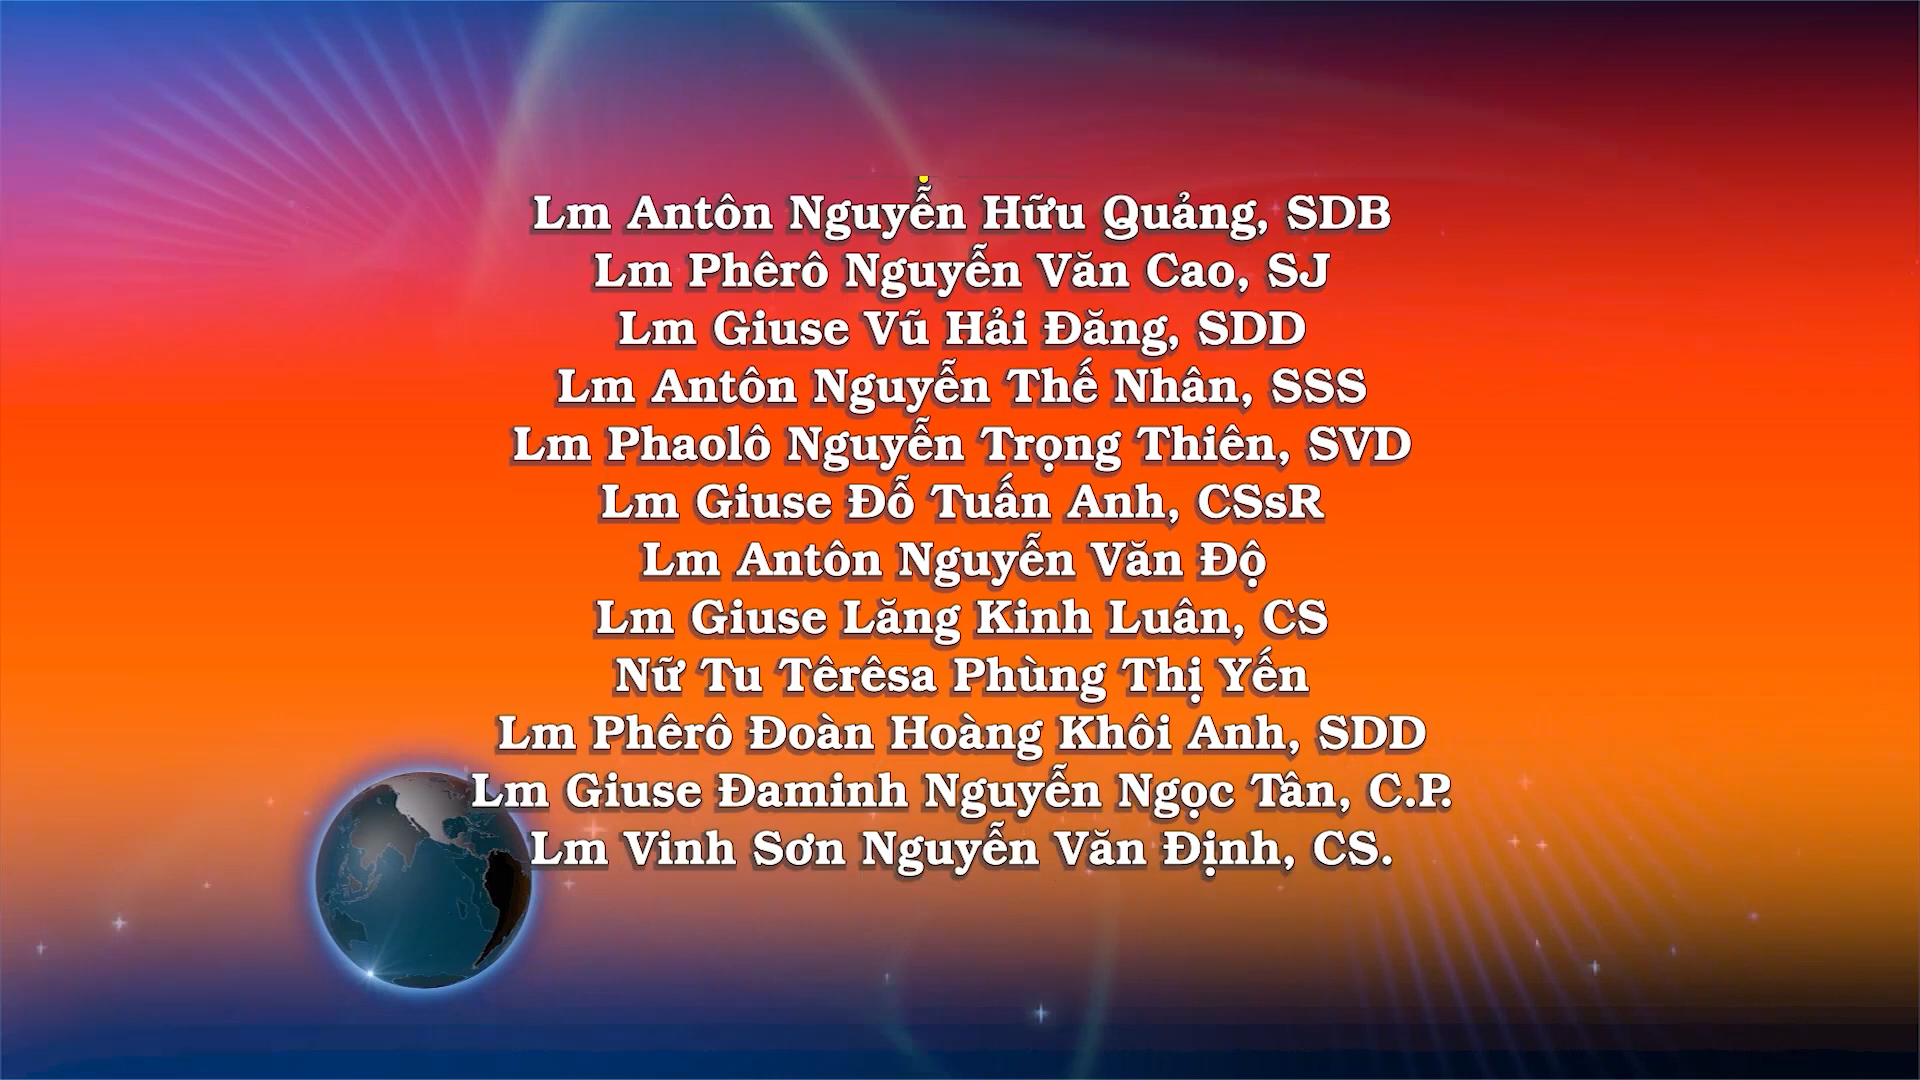 Lm Antôn Nguyễn Hữu Quảng, SDB
Lm Phêrô Nguyễn Văn Cao, SJ
Lm Giuse Vũ Hải Đăng, SDD
Lm Antôn Nguyễn Thế Nhân, SSS
Lm Phaolô Nguyễn Trọng Thiên, SVD
Lm Giuse Đỗ Tuấn Anh, CSsR
Lm Antôn Nguyễn Văn Độ
Lm Giuse Lăng Kinh Luân, CS
Nữ Tu Têrêsa Phùng Thị Yến
Lm Phêrô Đoàn Hoàng Khôi Anh, SDD
Lm Giuse Đaminh Nguyễn Ngọc Tân, C.P.
Lm Vinh Sơn Nguyễn Văn Định, CS.